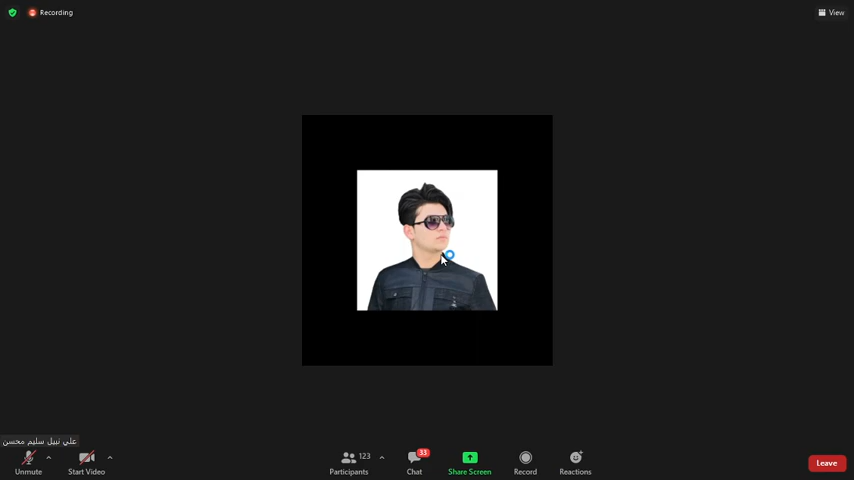 Recording
View
علي نبيل سليم محسن
Unmute
Start Video
123
Participants
33
Chat
Share Screen
Record
Reactions
Leave